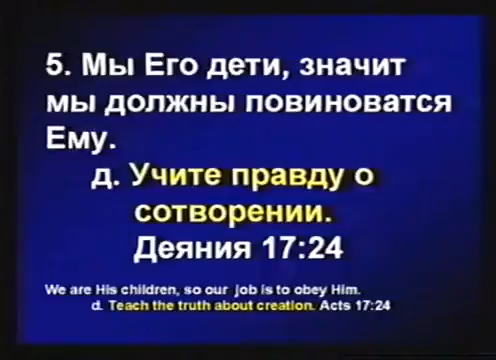 5. Мы Его дети, значит
мы должны повиноватся
Ему.
д. Учите правду о
сотворении.
Деяния 17:24
We are His children, so our job is to obey Him.
d. Teach the truth about creation. Acts 17:24